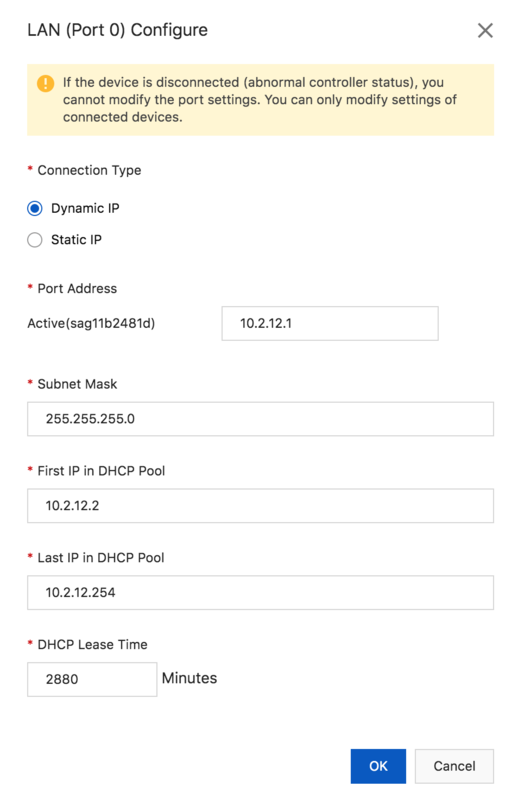 LAN (Port 0) Configure
If the device is disconnected (abnormal controller status), you
cannot modify the port settings. You can only modify settings of
connected devices.
* Connection Type
Dynamic IP
Static IP
* Port Address
Active(sag11b2481d)
10.2.12.1
* Subnet Mask
255.255.255.0
* First IP in DHCP Pool
10.2.12.2
* Last IP in DHCP Pool
10.2.12.254
* DHCP Lease Time
2880 Minutes
OK Cancel